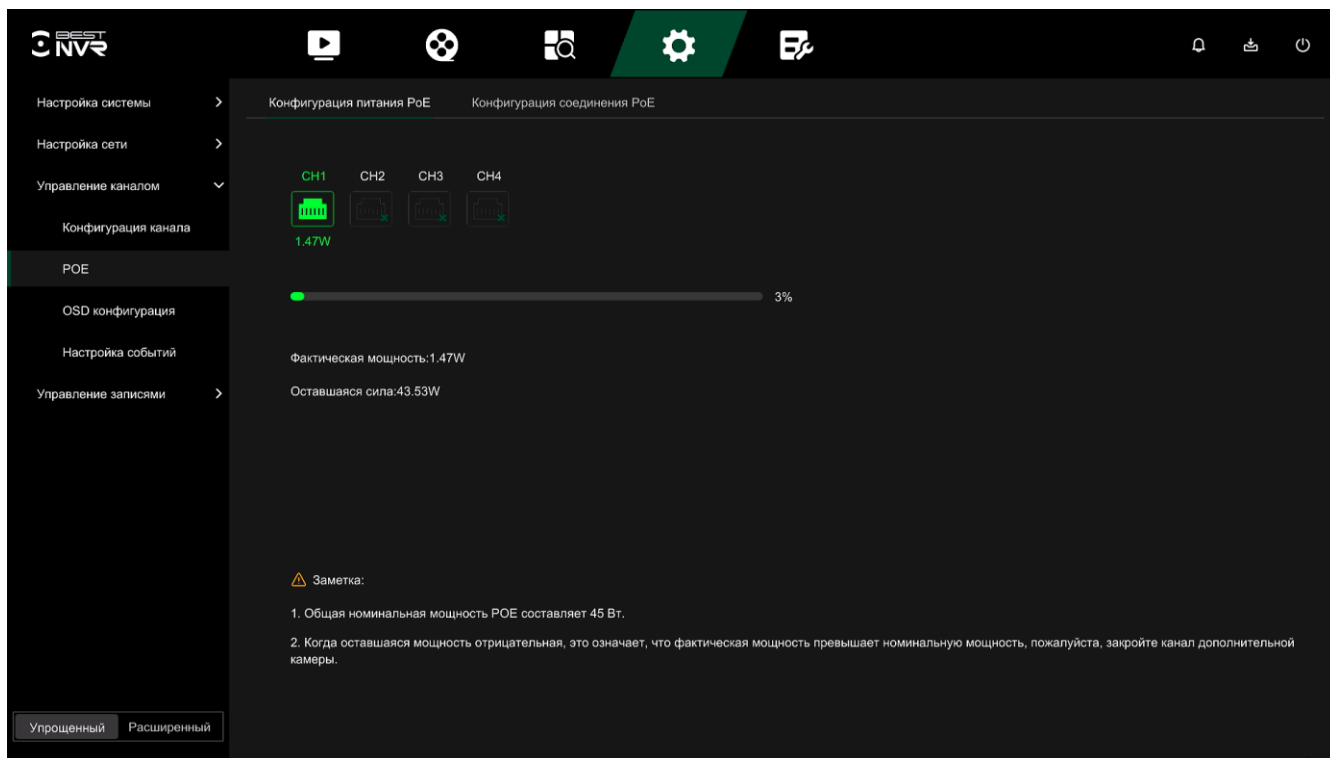 BEST
NVR
Настройка системы
Настройка сети
Управление каналом
Конфигурация канала
POE
OSD конфигурация
Настройка событий
Управление записями
Упрощенный Расширенный
Конфигурация питания PoE Конфигурация соединения PoE
CH1 CH2 CH3 CH4
1.47W
3%
Фактическая мощность:1.47W
Оставшаяся сила:43.53W
Заметка:
1. Общая номинальная мощность POE составляет 45 Вт.
2. Когда оставшаяся мощность отрицательная, это означает, что фактическая мощность превышает номинальную мощность, пожалуйста, закройте канал дополнительной
камеры.